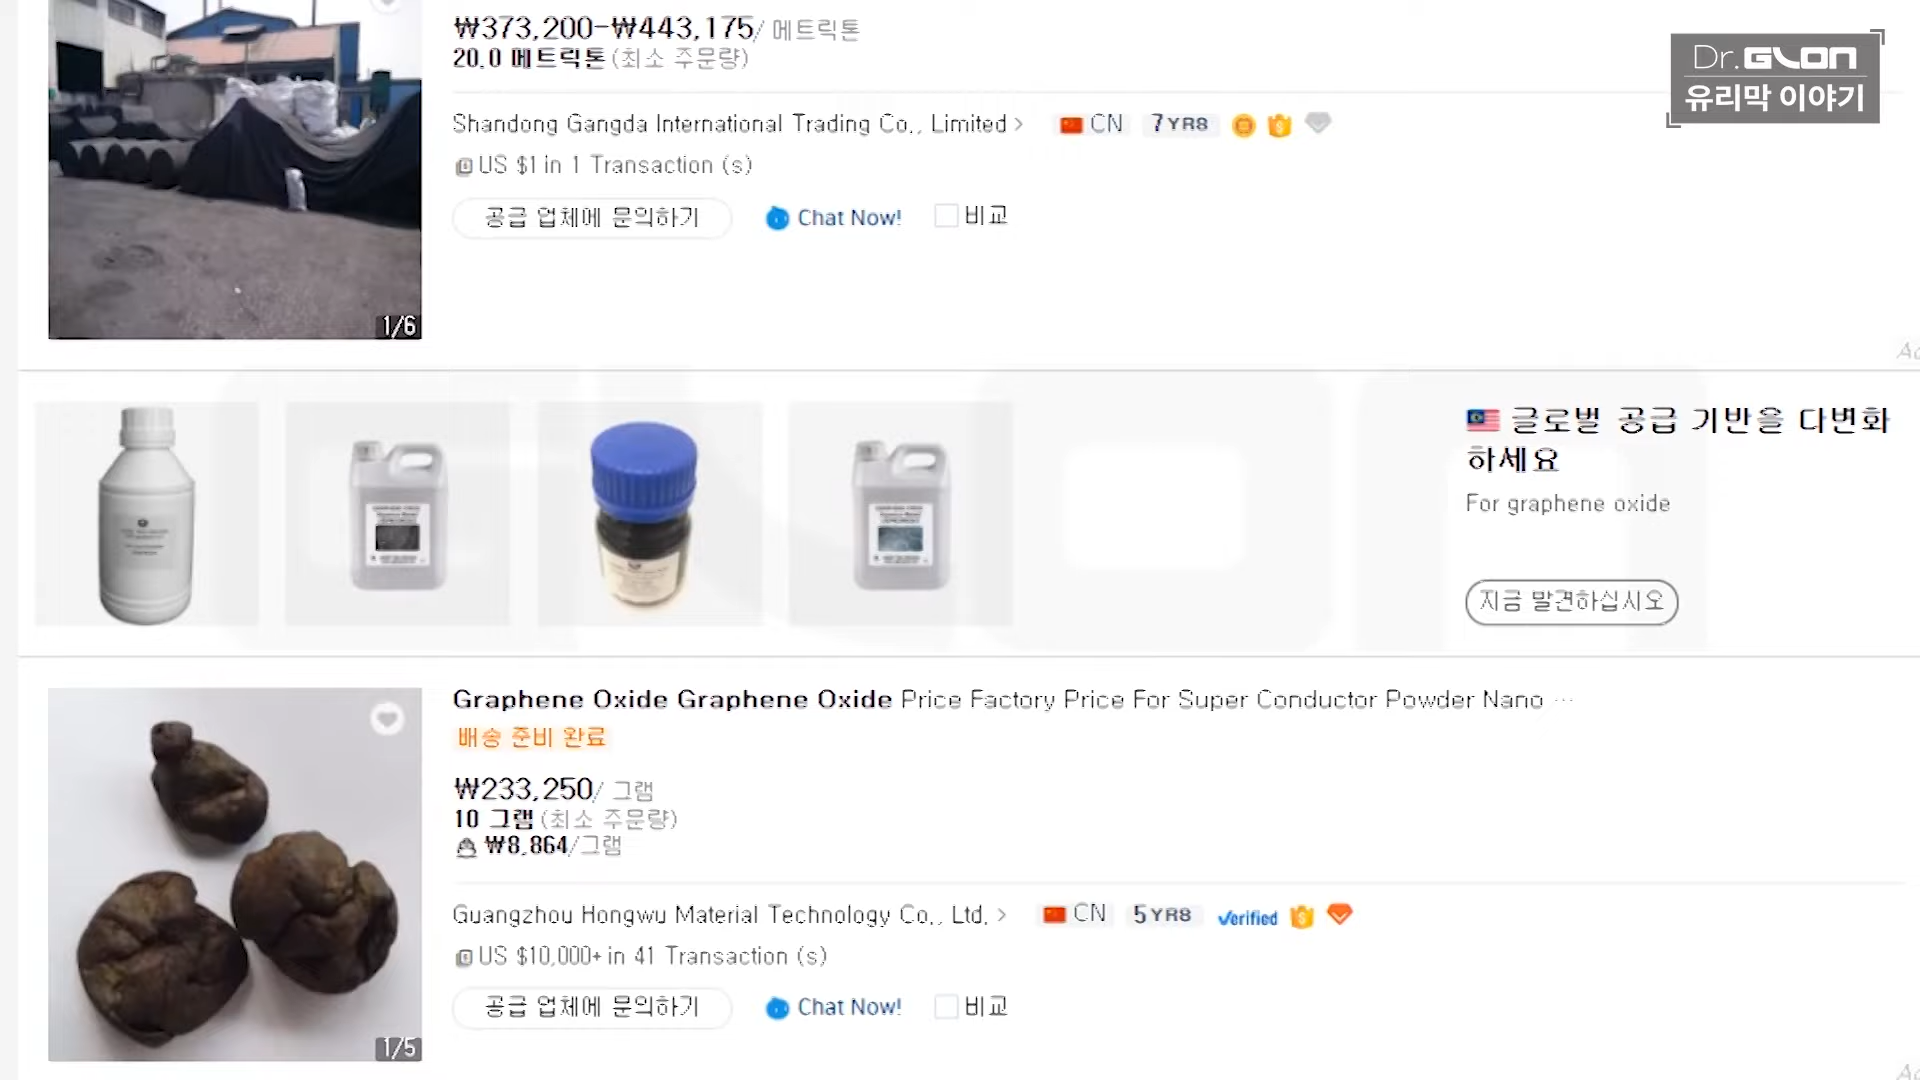 ₩373,200-₩443,175/ 메트릭톤
20.0 메트릭톤 (최소 주문량)
Dr.GLON
유리막 이야기
Shandong Gangda International Trading Co., Limited > CN 7YRS
US $1 in 1 Transaction (s)
공급 업체에 문의하기 Chat Now! 비교
1/6
글로벌 공급 기반을 다변화
하세요
For graphene oxide
지금 발견하십시오
Graphene Oxide Graphene Oxide Price Factory Price For Super Conductor Powder Nano ...
배송 준비 완료
₩233,250/ 그램
10 그램 (최소 주문량)
₩8,864/그램
Guangzhou Hongwu Material Technology Co., Ltd. > CN 5YRS Verified
US $10,000+ in 41 Transaction (s)
공급 업체에 문의하기 Chat Now! 비교
1/5